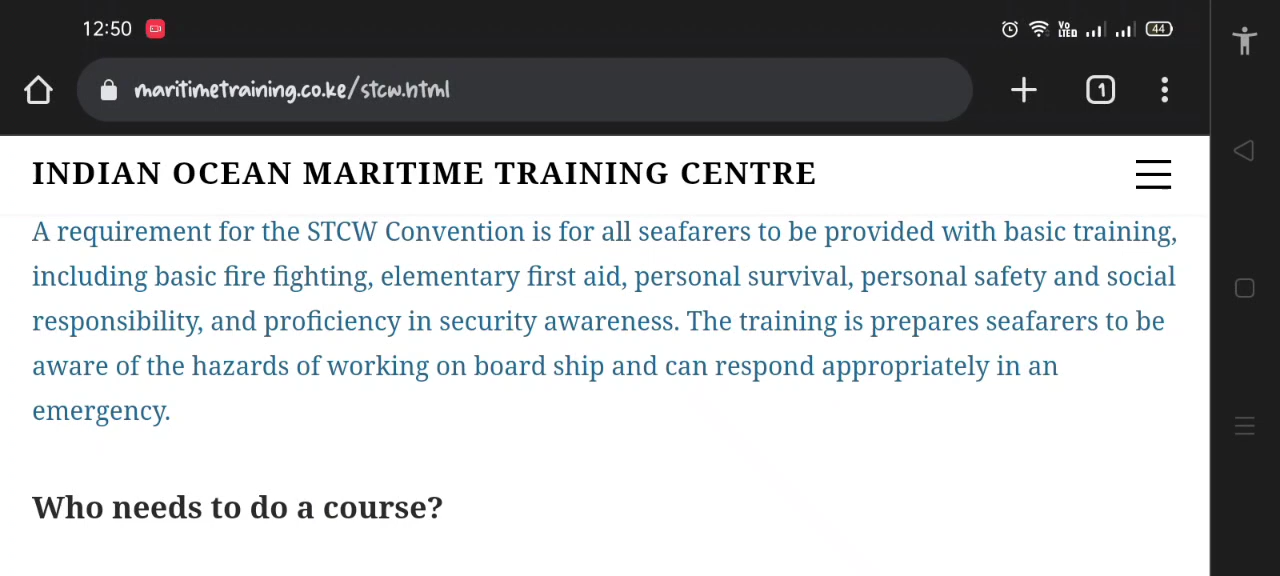 12:50
Vo LTED
44
maritimetraining.co.ke/stcw.html
1
INDIAN OCEAN MARITIME TRAINING CENTRE
A requirement for the STCW Convention is for all seafarers to be provided with basic training,
including basic fire fighting, elementary first aid, personal survival, personal safety and social
responsibility, and proficiency in security awareness. The training is prepares seafarers to be
aware of the hazards of working on board ship and can respond appropriately in an
emergency.
Who needs to do a course?